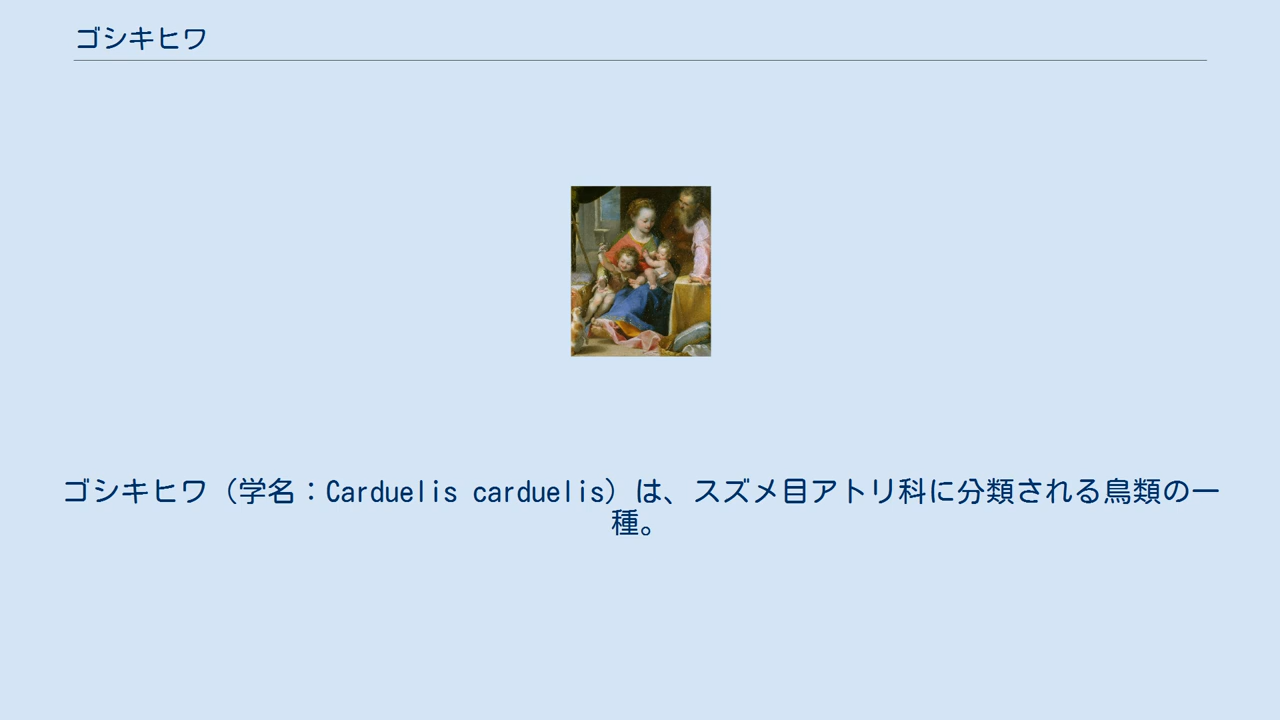 ゴシキヒワ
ゴシキヒワ（学名：Carduelis carduelis）は、スズメ目アトリ科に分類される鳥類の一
種。